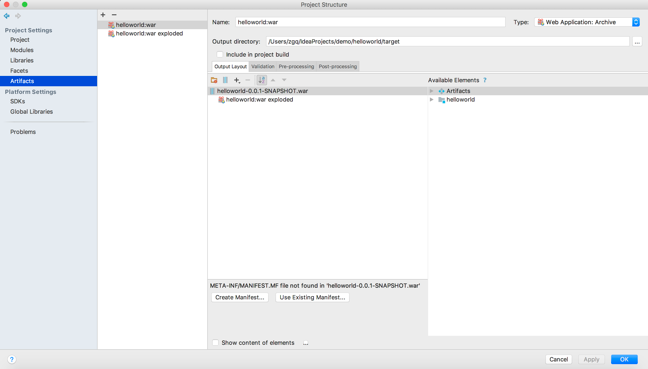 Project Structure
Project Settings
Project
Modules
Libraries
Facets
Artifacts
Platform Settings
SDKs
Global Libraries
Problems
helloworld:war
helloworld:war exploded
Name: helloworld:war
Type: Web Application: Archive
Output directory: /Users/zgq/IdeaProjects/demo/helloworld/target
...
Include in project build
Output Layout Validation Pre-processing Post-processing
Available Elements ?
helloworld-0.0.1-SNAPSHOT.war
helloworld:war exploded
Artifacts
helloworld
META-INF/MANIFEST.MF file not found in 'helloworld-0.0.1-SNAPSHOT.war'
Create Manifest... Use Existing Manifest...
Show content of elements ...
? Cancel Apply OK